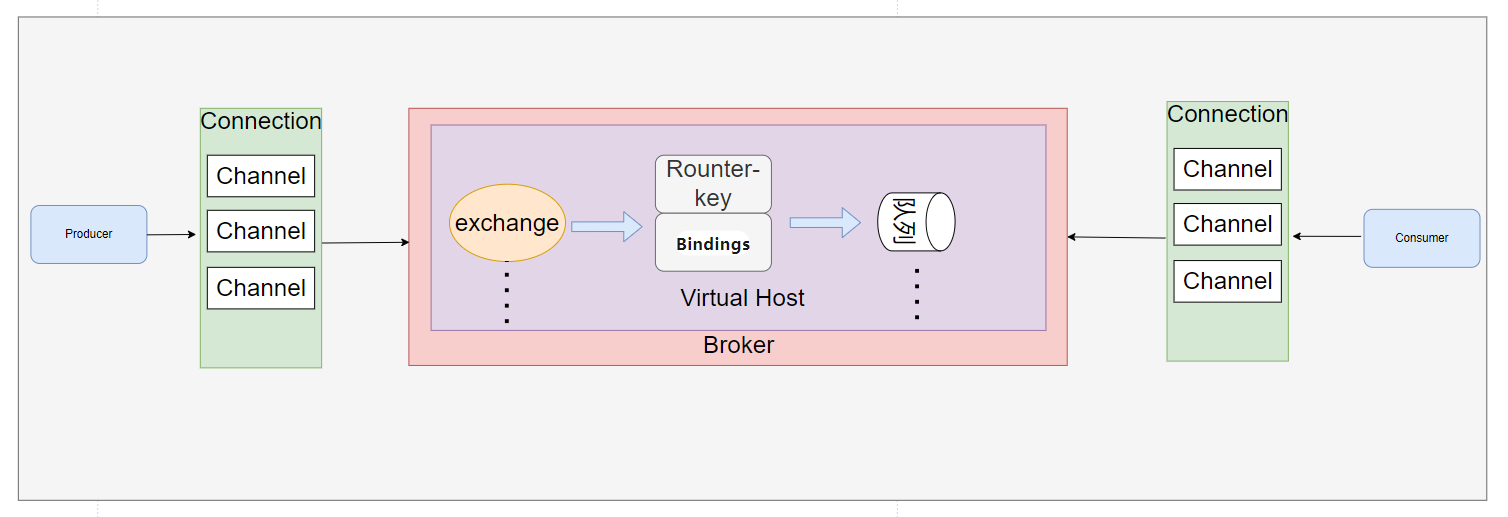 Producer
Connection
Channel
Channel
Channel
exchange
Rounter-
key
Bindings
队列
Virtual Host
Broker
Connection
Channel
Channel
Channel
Consumer